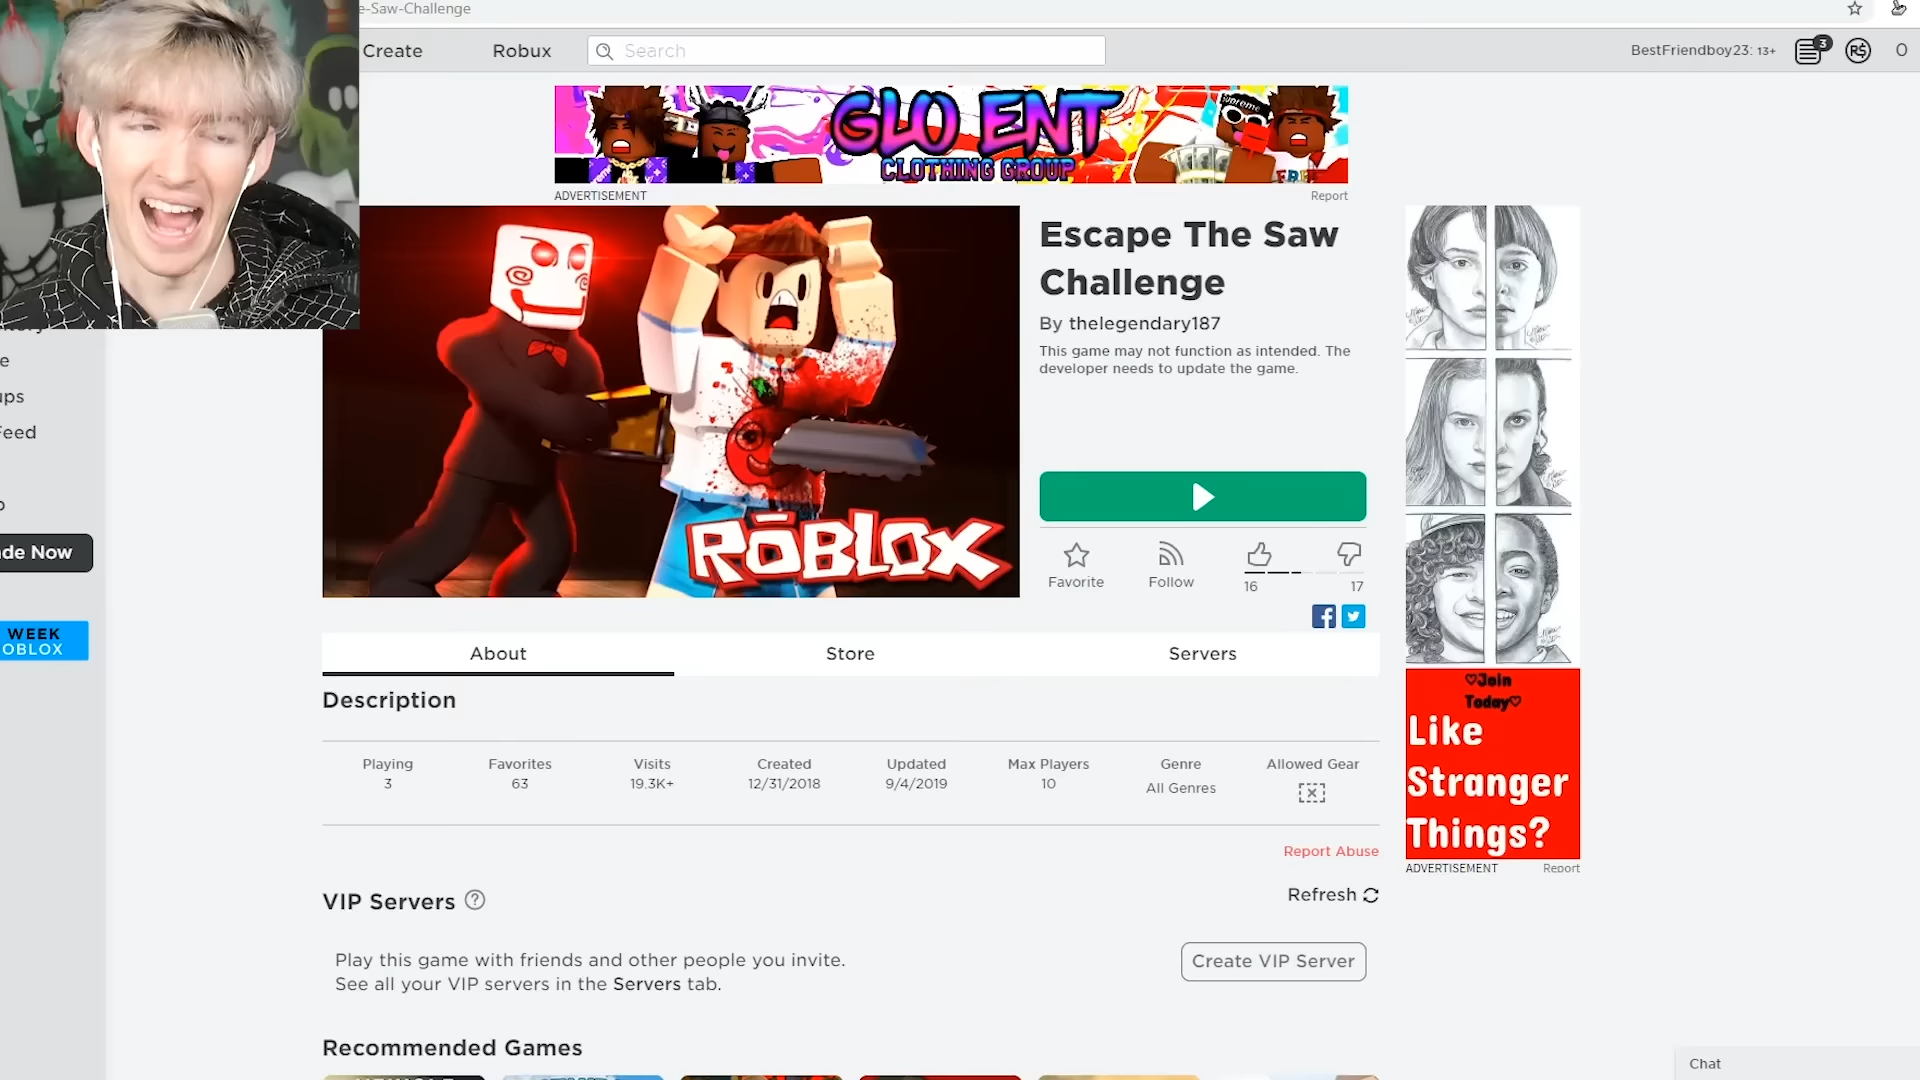 e-Saw-Challenge
Create
Robux
Search
BestFriendboy23: 13+
3
R$
0
GLO ENT
CLOTHING GROUP
Supreme
ADVERTISEMENT
Report
Escape The Saw
Challenge
By thelegendary187
This game may not function as intended. The
developer needs to update the game.
ROBLOX
Favorite
Follow
16
17
e
ups
Feed
de Now
WEEK
OBLOX
About
Store
Servers
Description
Playing
3
Favorites
63
Visits
19.3K+
Created
12/31/2018
Updated
9/4/2019
Max Players
10
Genre
All Genres
Allowed Gear
Report Abuse
♡Join
Today♡
Like
Stranger
Things?
ADVERTISEMENT
Report
VIP Servers ?
Refresh
Play this game with friends and other people you invite.
See all your VIP servers in the Servers tab.
Create VIP Server
Recommended Games
Chat